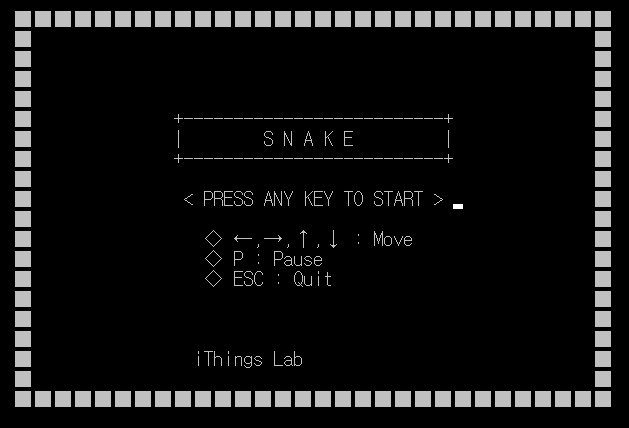 +--------------------------+
|        S N A K E         |
+--------------------------+
< PRESS ANY KEY TO START >
◇ ←,→,↑,↓ : Move
◇ P : Pause
◇ ESC : Quit
iThings Lab